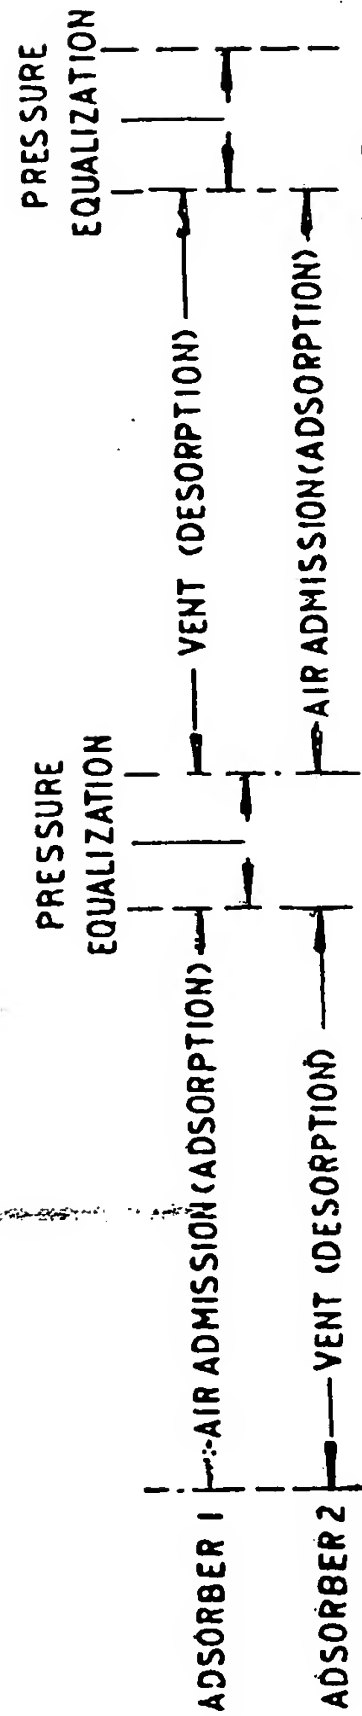 PRESSURE
EQUALIZATION
PRESSURE
EQUALIZATION
ADSORBER 1
AIR ADMISSION (ADSORPTION)
VENT (DESORPTION)
ADSORBER 2
VENT (DESORPTION)
AIR ADMISSION (ADSORPTION)